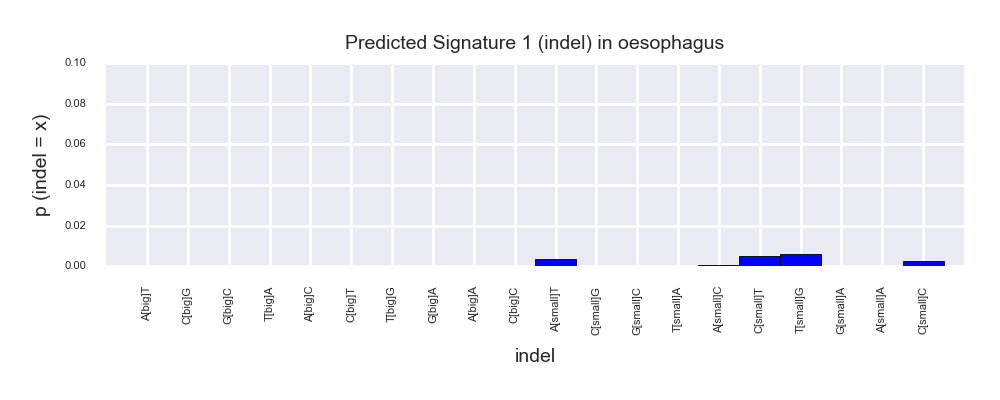 Predicted Signature 1 (indel) in oesophagus
p (indel = x)
0.10
0.08
0.06
0.04
0.02
0.00
A[big]T
C[big]G
G[big]C
T[big]A
A[big]C
C[big]T
T[big]G
G[big]A
A[big]A
C[big]C
A[small]T
C[small]G
G[small]C
T[small]A
A[small]C
C[small]T
T[small]G
G[small]A
A[small]A
C[small]C
indel